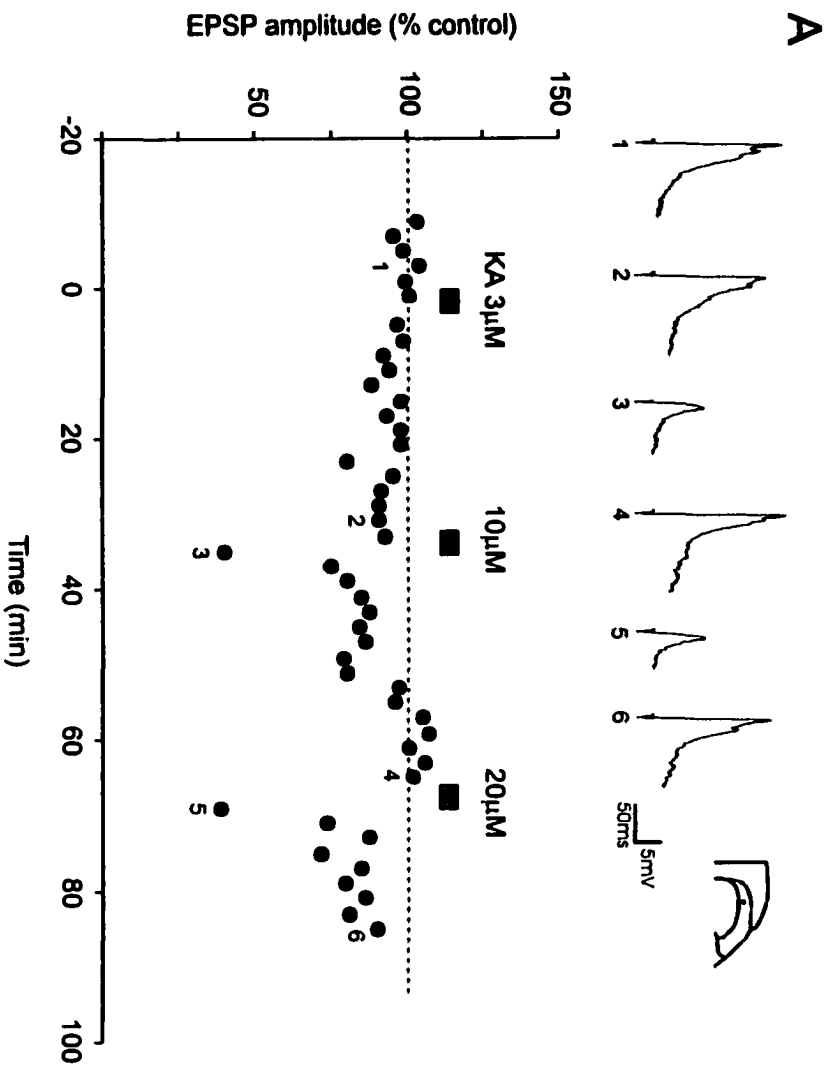 A
1 2 3 4 5 6
50ms
5mV
KA 3μM 10μM 20μM
EPSP amplitude (% control)
150
100
50
1 2 3 4 5 6
-20 0 20 40 60 80 100
Time (min)